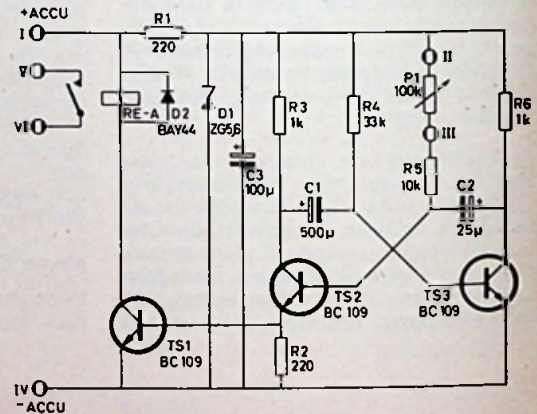 +ACCU
I
R1
220
V
VI
RE-A
D2
BAY44
D1
ZG5,6
+
C3
100µ
R3
1k
R4
33k
II
P1
100k
III
R5
10k
R6
1k
C1
+
500µ
C2
+
25µ
TS1
BC 109
TS2
BC 109
TS3
BC 109
R2
220
IV
-ACCU